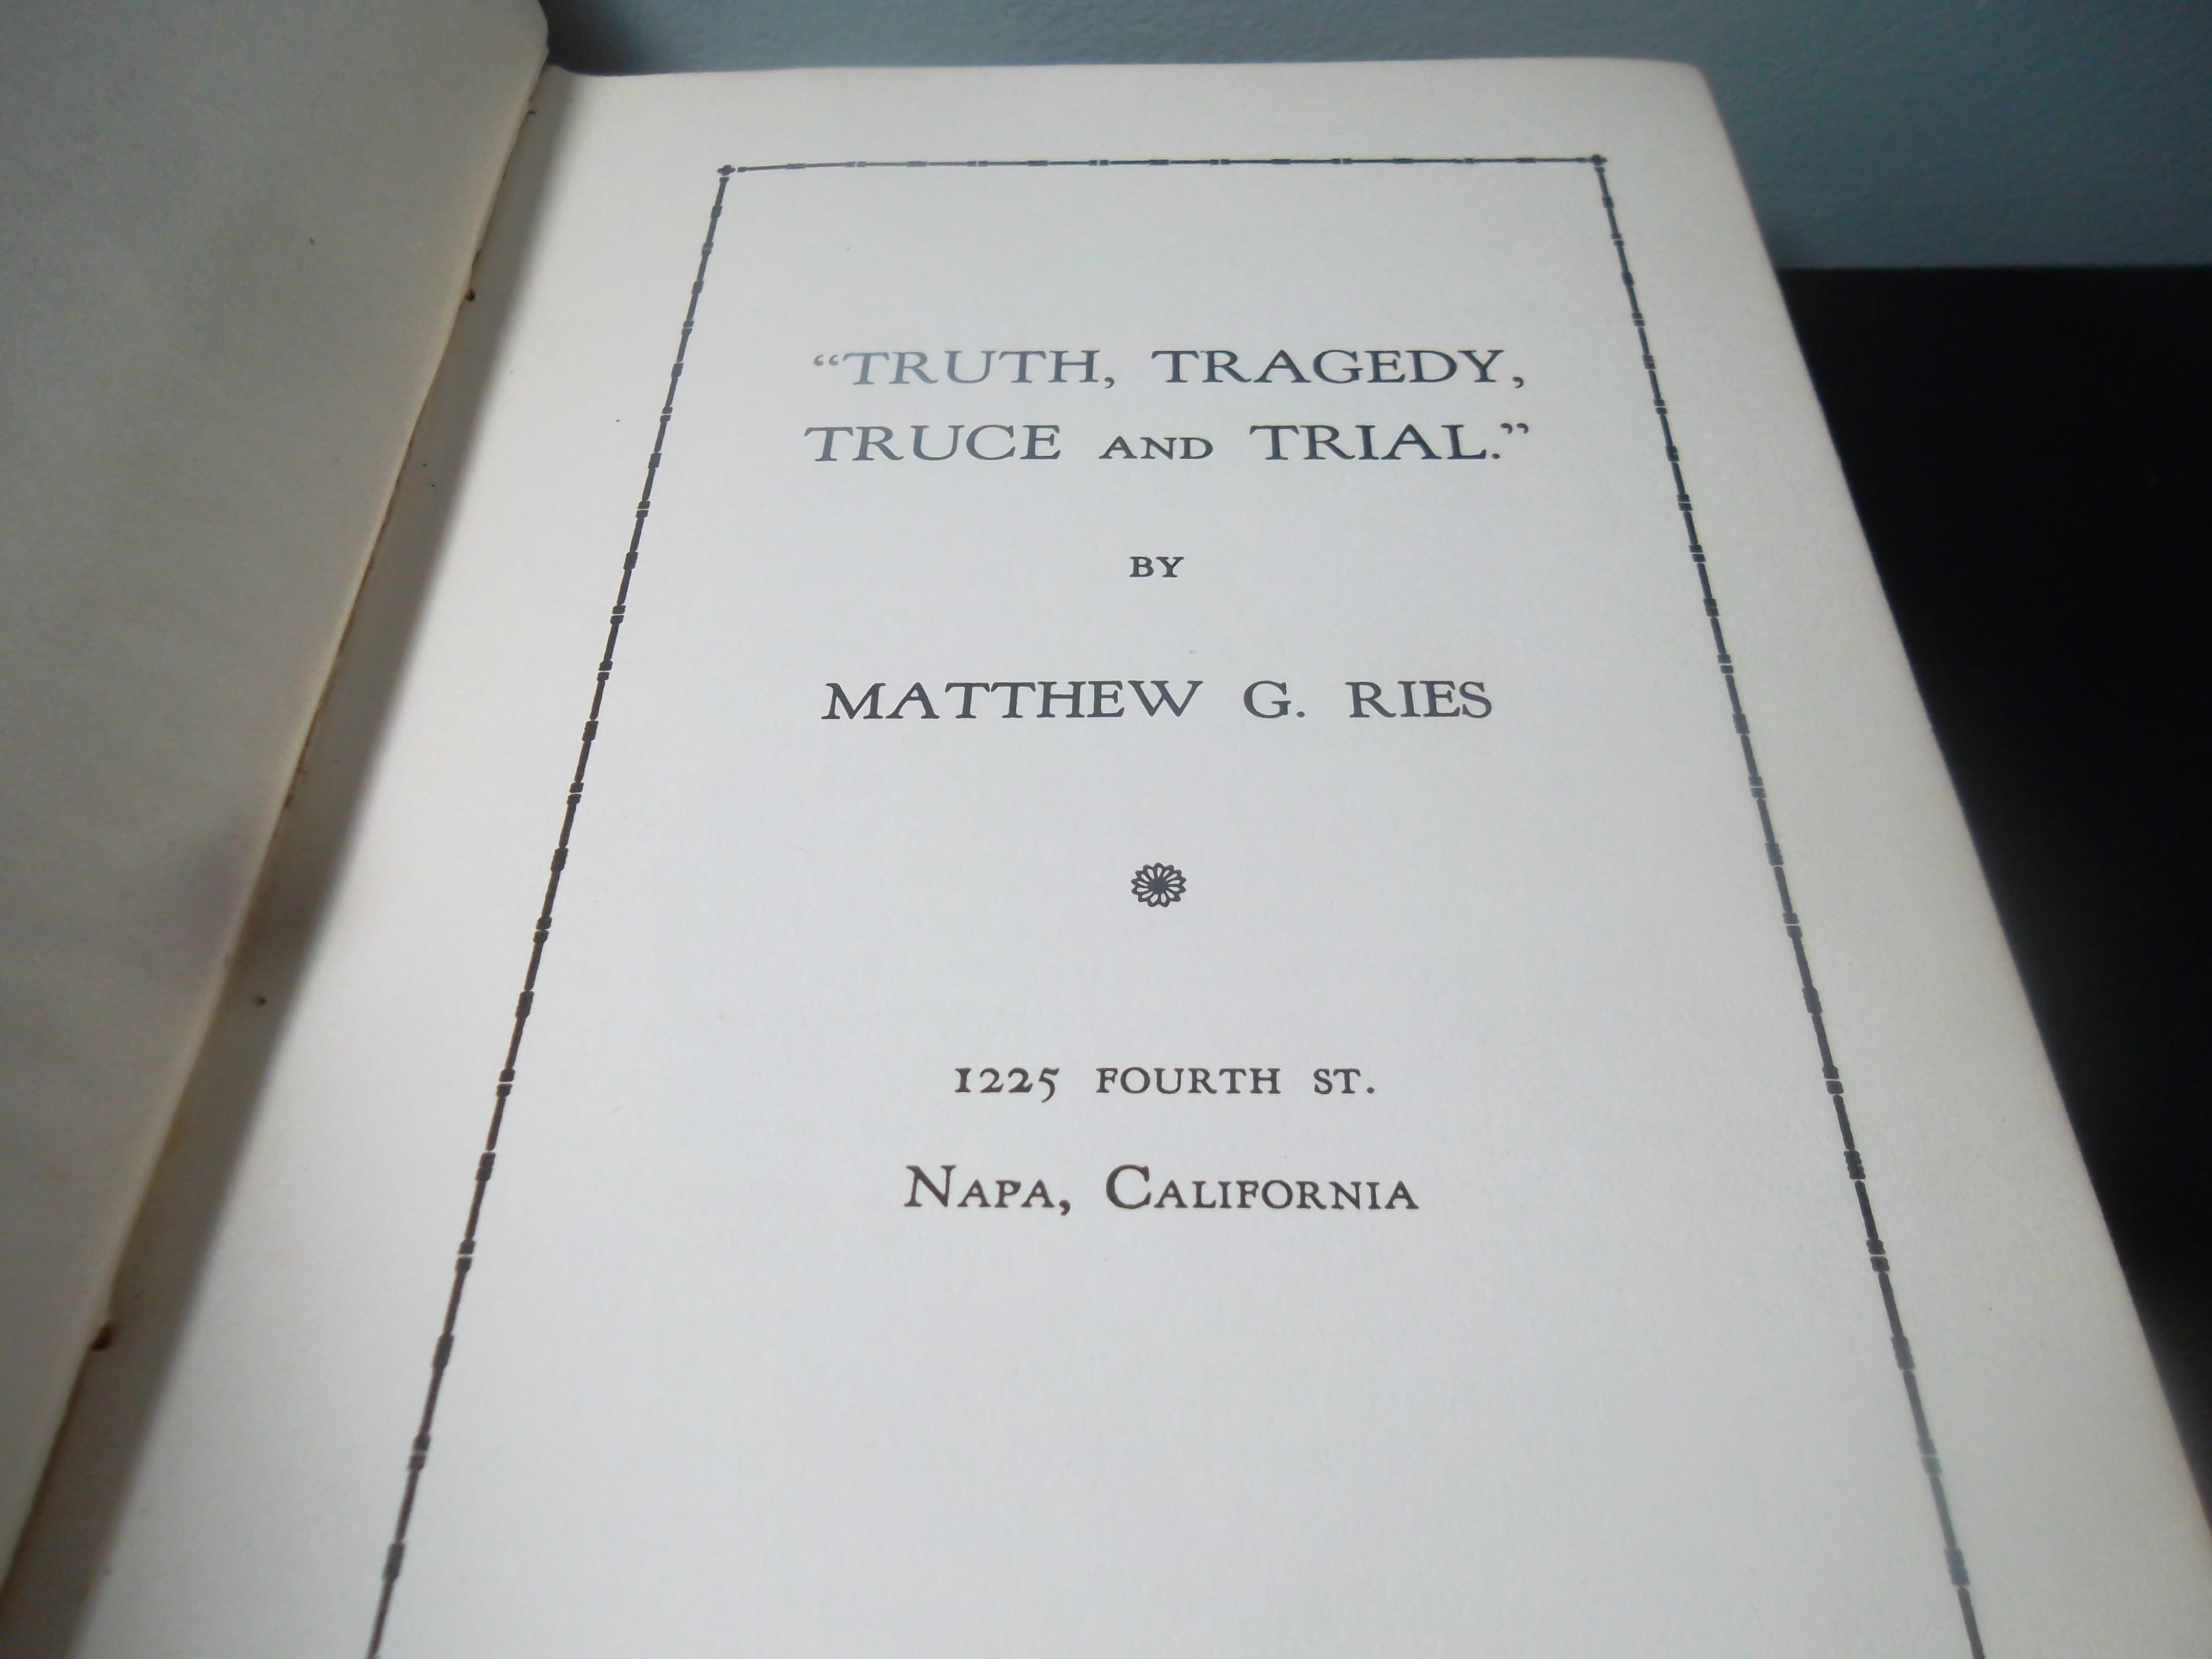 “TRUTH, TRAGEDY,
TRUCE AND TRIAL.”
BY
MATTHEW G. RIES
1225 FOURTH ST.
NAPA, CALIFORNIA